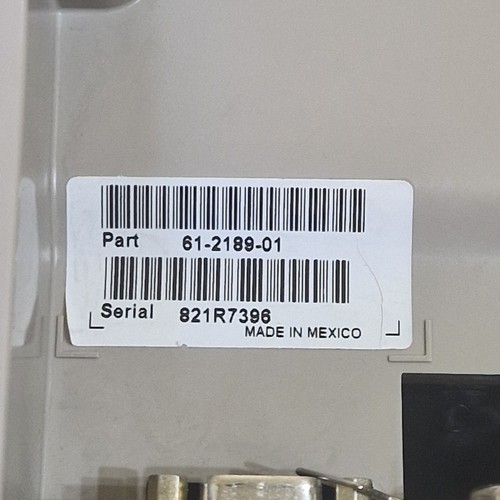 Part 61-2189-01
Serial 821R7396
MADE IN MEXICO